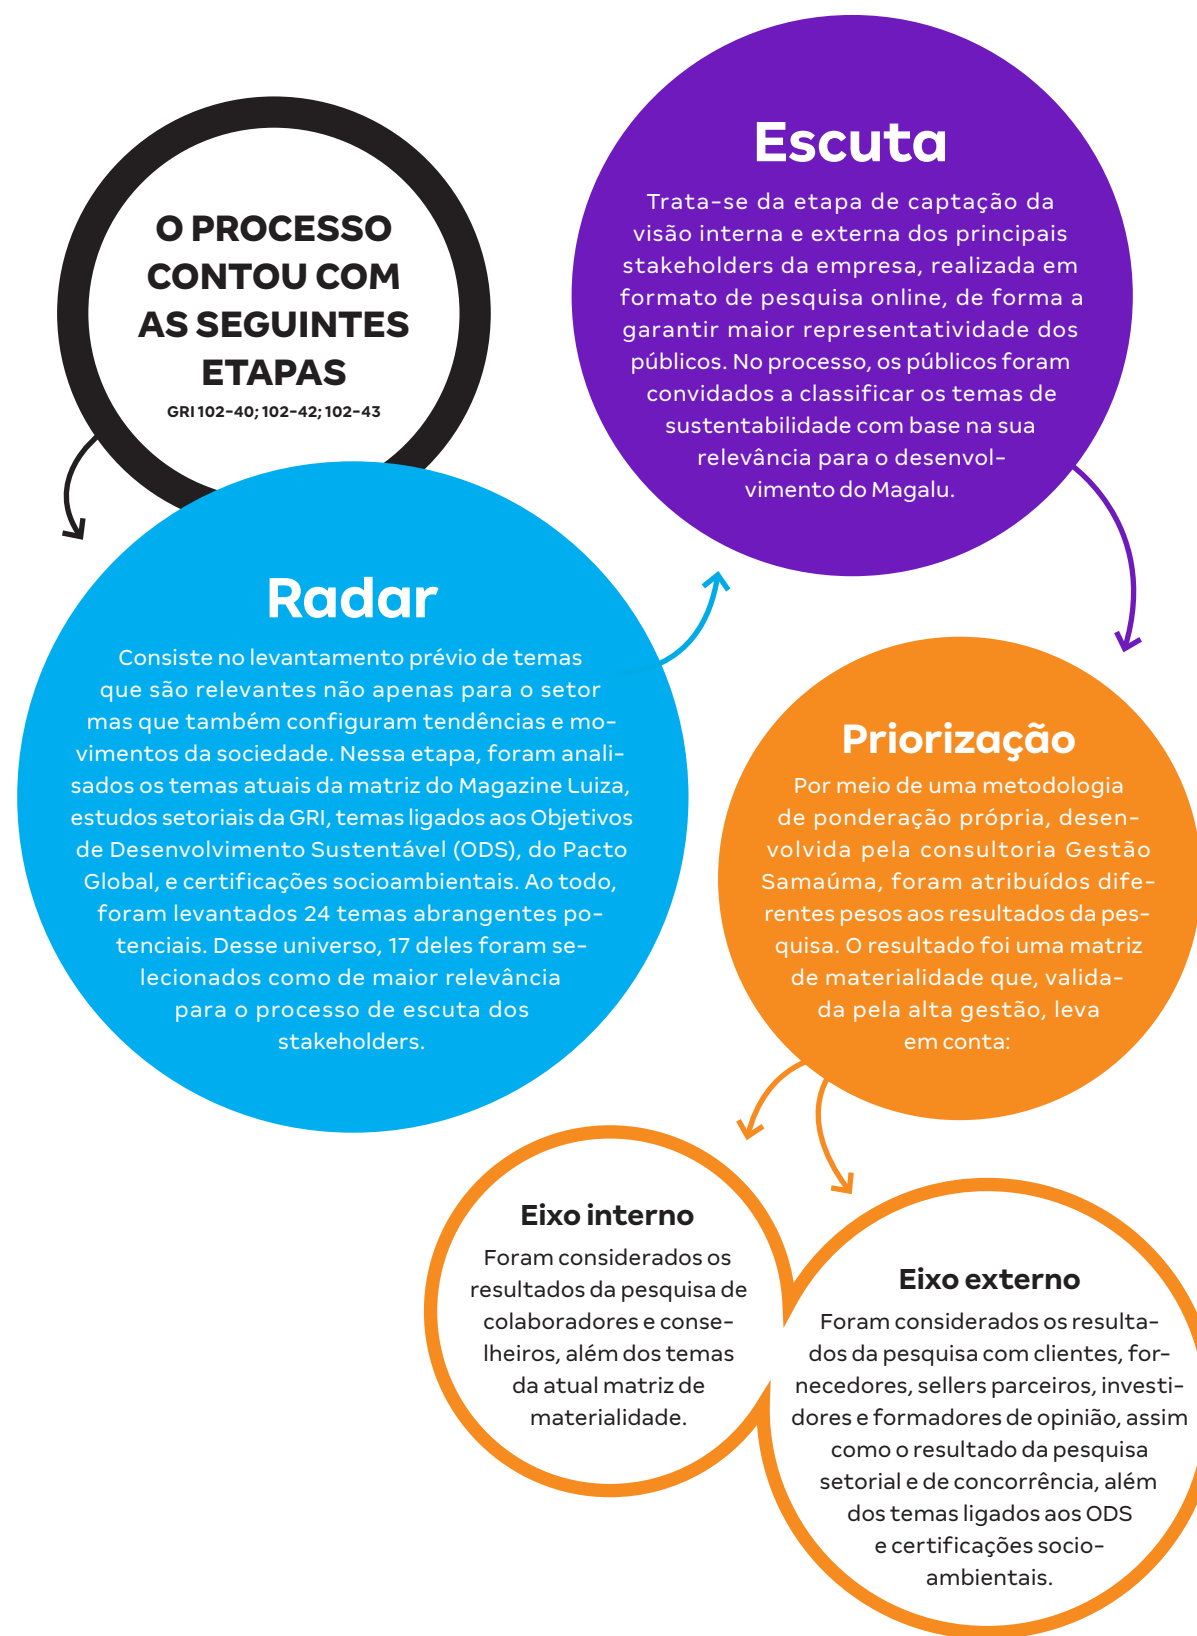 O PROCESSO
CONTOU COM
AS SEGUINTES
ETAPAS
GRI 102-40; 102-42; 102-43
Radar
Consiste no levantamento prévio de temas
que são relevantes não apenas para o setor
mas que também configuram tendências e mo-
vimentos da sociedade. Nessa etapa, foram anali-
sados os temas atuais da matriz do Magazine Luiza,
estudos setoriais da GRI, temas ligados aos Objetivos
de Desenvolvimento Sustentável (ODS), do Pacto
Global, e certificações socioambientais. Ao todo,
foram levantados 24 temas abrangentes po-
tenciais. Desse universo, 17 deles foram se-
lecionados como de maior relevância
para o processo de escuta dos
stakeholders.
Escuta
Trata-se da etapa de captação da
visão interna e externa dos principais
stakeholders da empresa, realizada em
formato de pesquisa online, de forma a
garantir maior representatividade dos
públicos. No processo, os públicos foram
convidados a classificar os temas de
sustentabilidade com base na sua
relevância para o desenvol-
vimento do Magalu.
Priorização
Por meio de uma metodologia
de ponderação própria, desen-
volvida pela consultoria Gestão
Samaúma, foram atribuídos dife-
rentes pesos aos resultados da pes-
quisa. O resultado foi uma matriz
de materialidade que, valida-
da pela alta gestão, leva
em conta:
Eixo interno
Foram considerados os
resultados da pesquisa de
colaboradores e conse-
lheiros, além dos temas
da atual matriz de
materialidade.
Eixo externo
Foram considerados os resulta-
dos da pesquisa com clientes, for-
necedores, sellers parceiros, investi-
dores e formadores de opinião, assim
como o resultado da pesquisa
setorial e de concorrência, além
dos temas ligados aos ODS
e certificações socio-
ambientais.